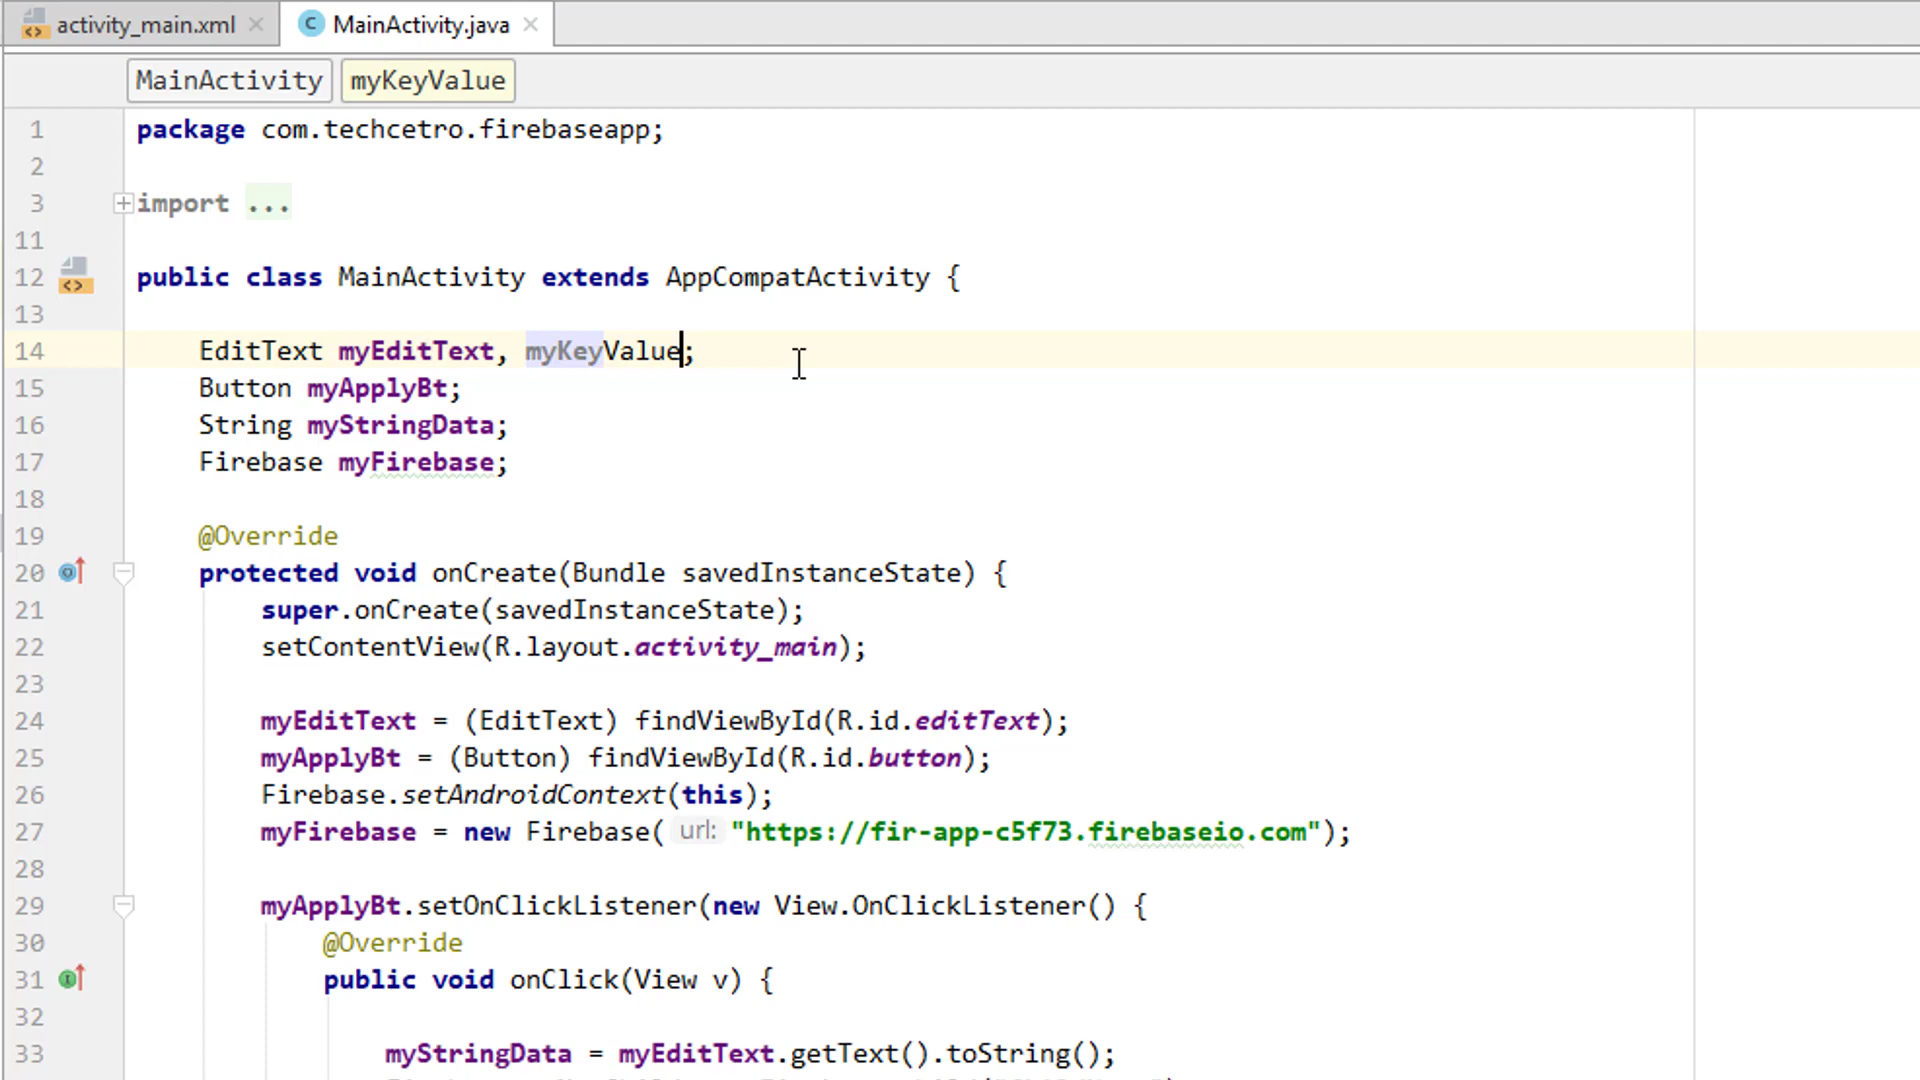 activity_main.xml MainActivity.java
MainActivity myKeyValue
1 package com.techcetro.firebaseapp;
2
3 import ...
11
12 public class MainActivity extends AppCompatActivity {
13
14 EditText myEditText, myKeyValue;
15 Button myApplyBt;
16 String myStringData;
17 Firebase myFirebase;
18
19 @Override
20 protected void onCreate(Bundle savedInstanceState) {
21 super.onCreate(savedInstanceState);
22 setContentView(R.layout.activity_main);
23
24 myEditText = (EditText) findViewById(R.id.editText);
25 myApplyBt = (Button) findViewById(R.id.button);
26 Firebase.setAndroidContext(this);
27 myFirebase = new Firebase( url: "https://fir-app-c5f73.firebaseio.com");
28
29 myApplyBt.setOnClickListener(new View.OnClickListener() {
30 @Override
31 public void onClick(View v) {
32
33 myStringData = myEditText.getText().toString();